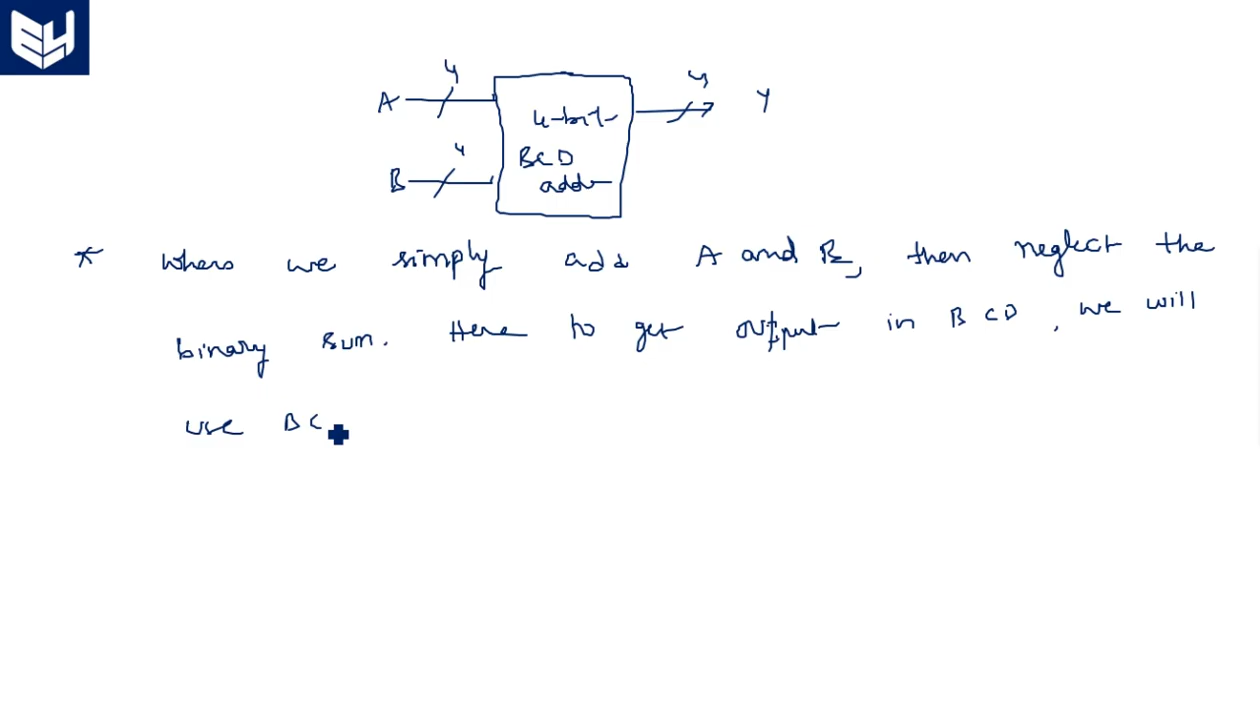 4
A
4-bit
4
Y
BCD
4
B
adder
* where we simply add A and B, then neglect the
binary sum. Here to get output in BCD, we will
use BC